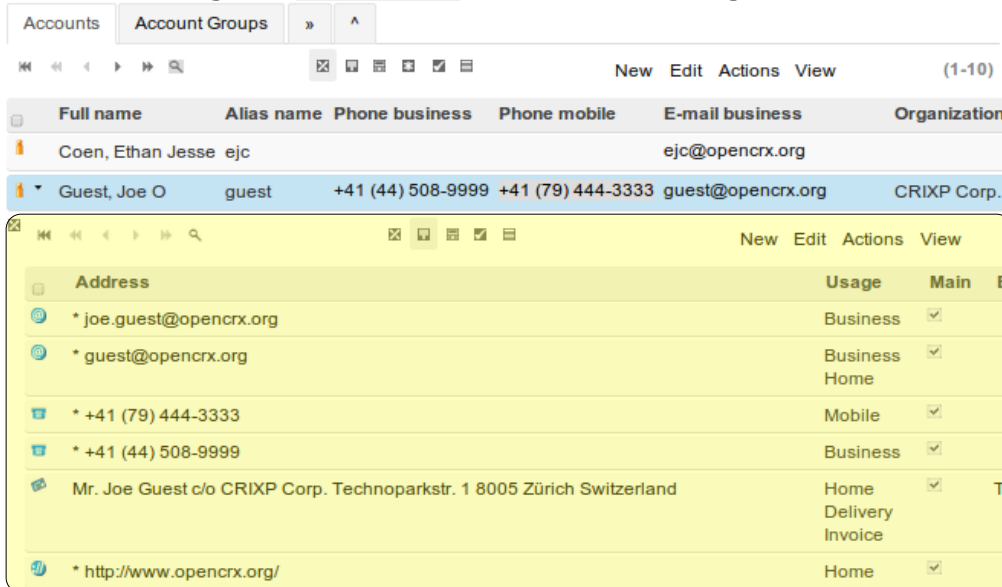 Accounts Account Groups » ^
New Edit Actions View (1-10)
Full name Alias name Phone business Phone mobile E-mail business Organization
Coen, Ethan Jesse ejc ejc@opencrx.org
Guest, Joe O guest +41 (44) 508-9999 +41 (79) 444-3333 guest@opencrx.org CRIXP Corp.
New Edit Actions View
Address Usage Main
* joe.guest@opencrx.org Business
* guest@opencrx.org Business
Home
* +41 (79) 444-3333 Mobile
* +41 (44) 508-9999 Business
Mr. Joe Guest c/o CRIXP Corp. Technoparkstr. 1 8005 Zürich Switzerland Home
Delivery
Invoice
* http://www.opencrx.org/ Home